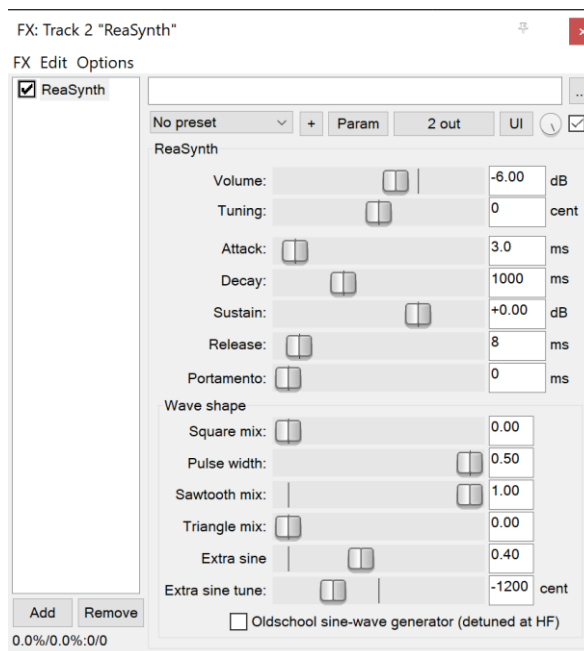 FX: Track 2 "ReaSynth"
FX Edit Options
ReaSynth
...
No preset + Param 2 out UI
ReaSynth
Volume: -6.00 dB
Tuning: 0 cent
Attack: 3.0 ms
Decay: 1000 ms
Sustain: +0.00 dB
Release: 8 ms
Portamento: 0 ms
Wave shape
Square mix: 0.00
Pulse width: 0.50
Sawtooth mix: 1.00
Triangle mix: 0.00
Extra sine 0.40
Extra sine tune: -1200 cent
Oldschool sine-wave generator (detuned at HF)
Add Remove
0.0%/0.0%:0/0